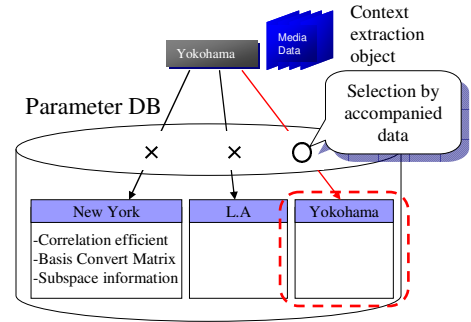 Yokohama
Media
Data
Context
extraction
object
Parameter DB
Selection by
accompanied
data
×
×
New York
L.A
Yokohama
-Correlation efficient
-Basis Convert Matrix
-Subspace information